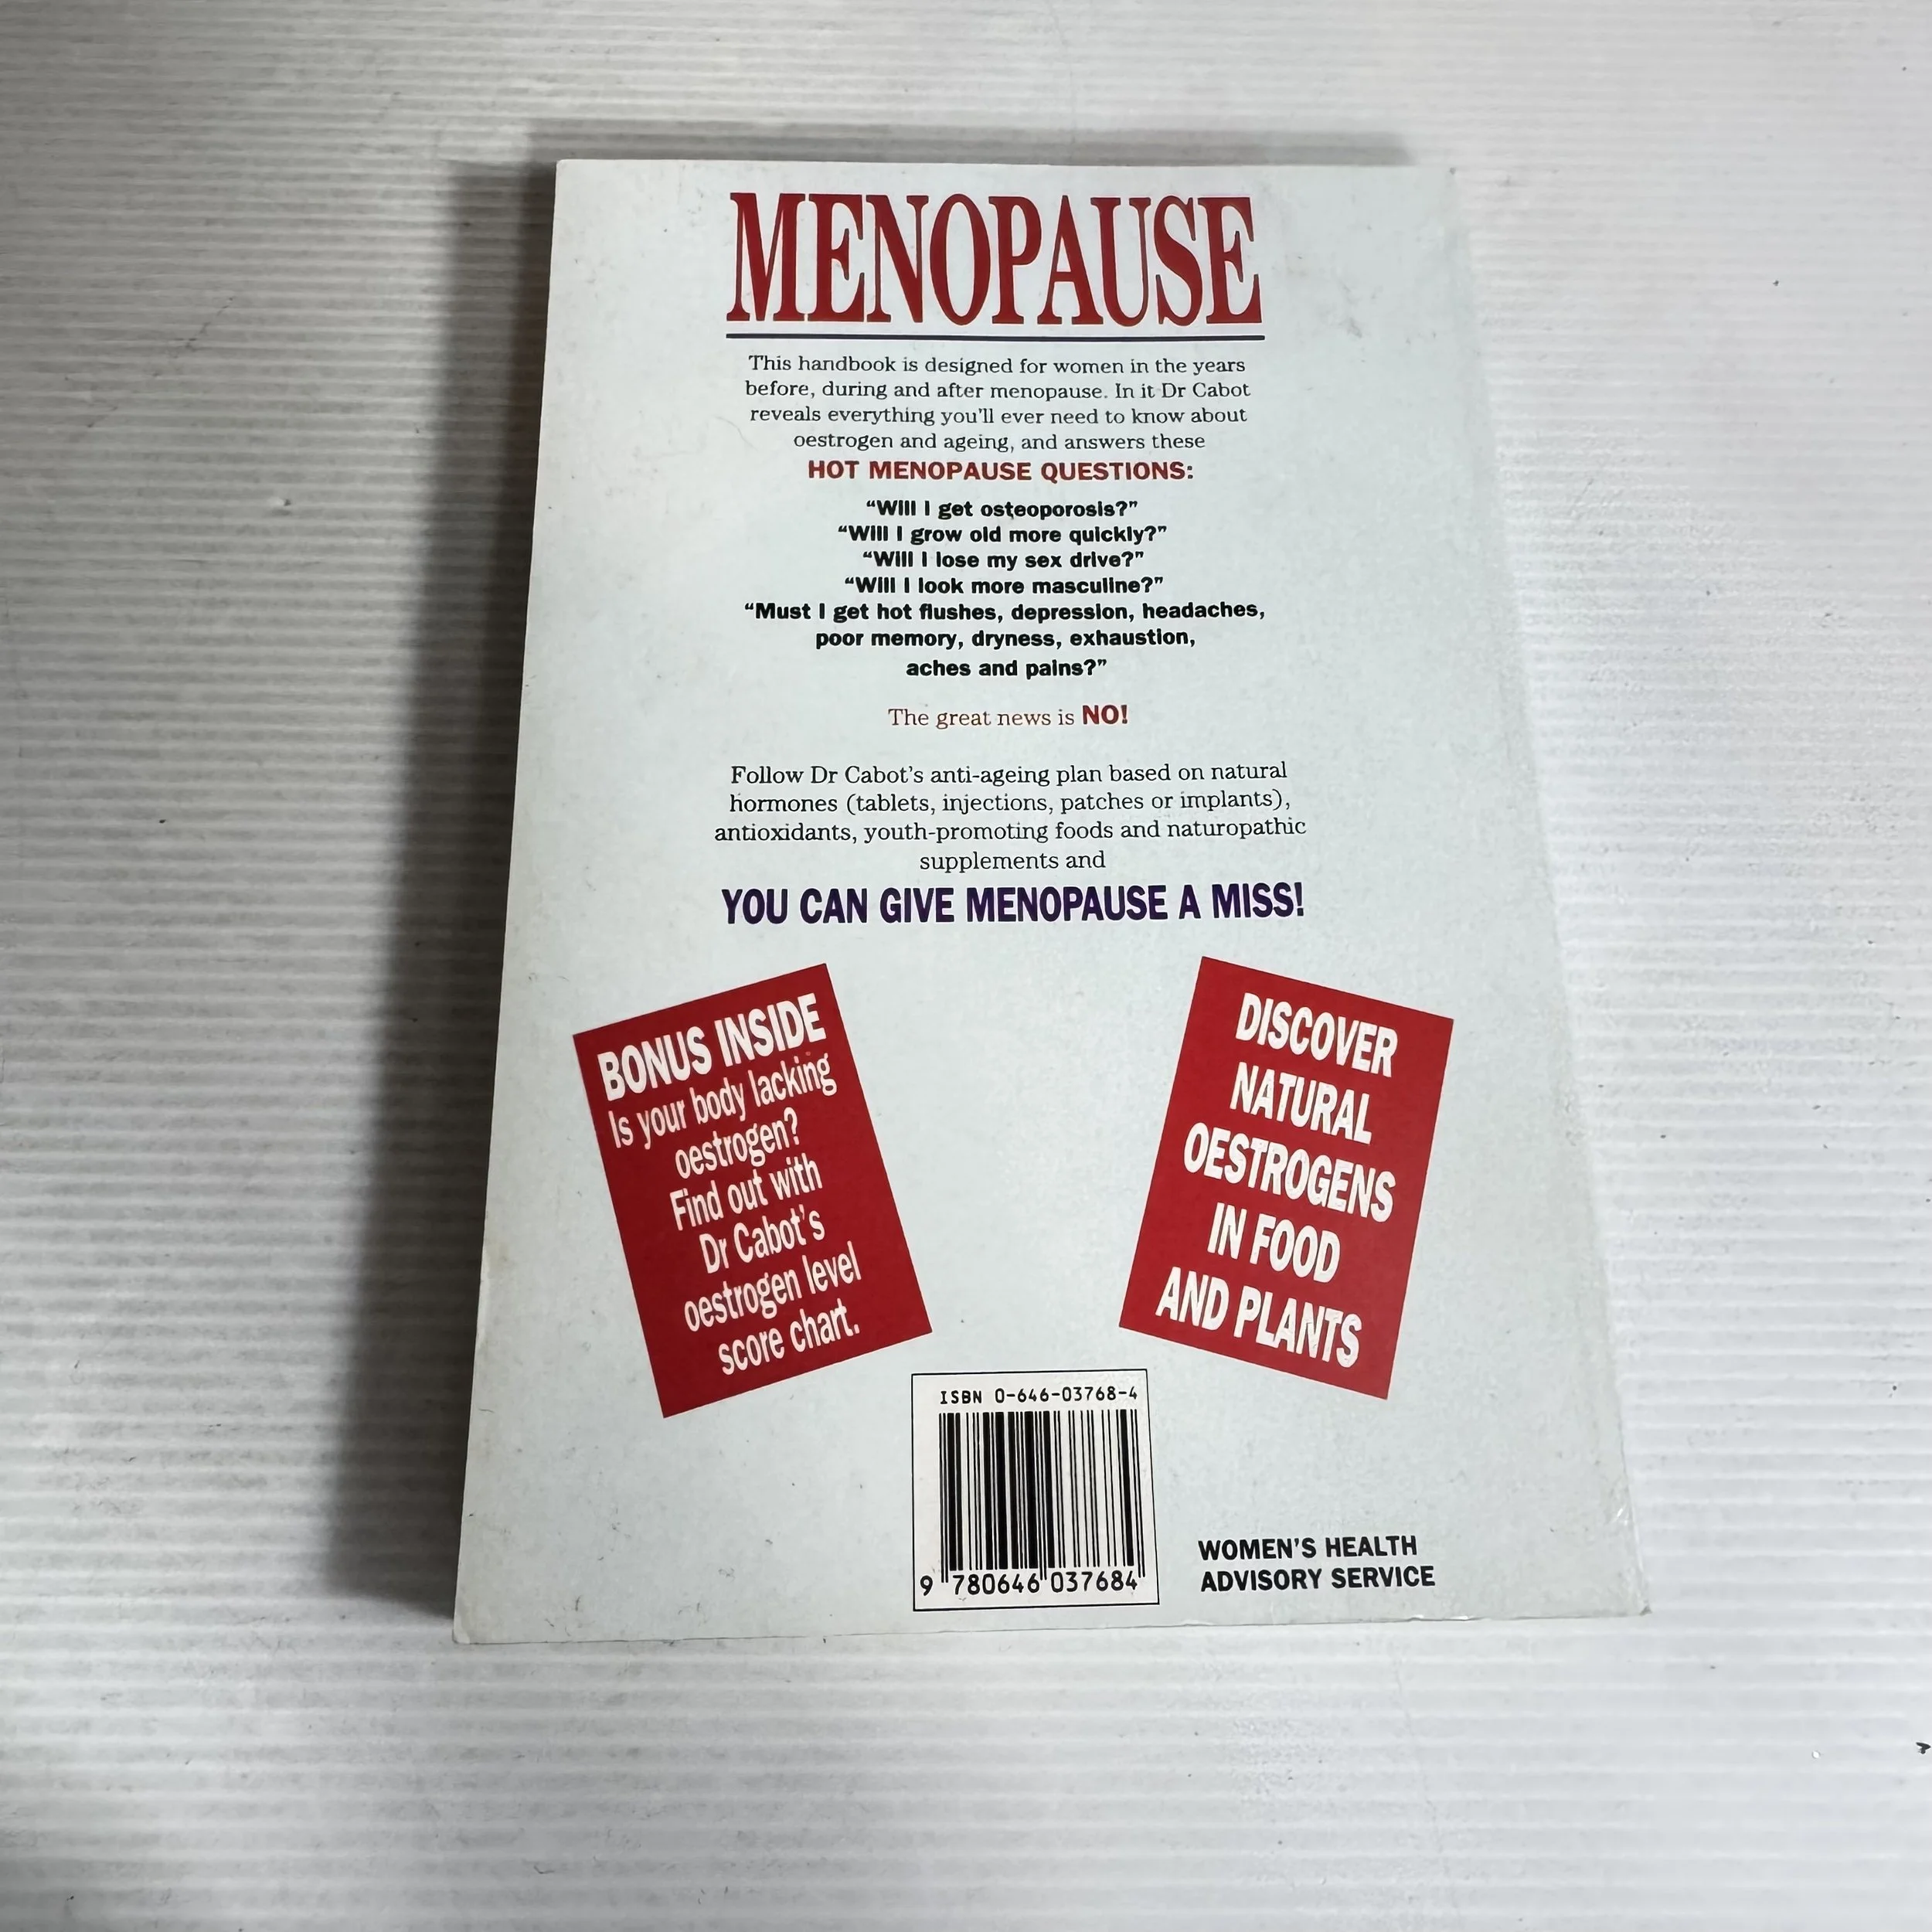 MENOPAUSE
This handbook is designed for women in the years
before, during and after menopause. In it Dr Cabot
reveals everything you'll ever need to know about
oestrogen and ageing, and answers these
HOT MENOPAUSE QUESTIONS:
“Will I get osteoporosis?”
“Will I grow old more quickly?”
“Will I lose my sex drive?”
“Will I look more masculine?”
“Must I get hot flushes, depression, headaches,
poor memory, dryness, exhaustion,
aches and pains?”
The great news is NO!
Follow Dr Cabot's anti-ageing plan based on natural
hormones (tablets, injections, patches or implants),
antioxidants, youth-promoting foods and naturopathic
supplements and
YOU CAN GIVE MENOPAUSE A MISS!
BONUS INSIDE
Is your body lacking
oestrogen?
Find out with
Dr Cabot's
oestrogen level
score chart.
DISCOVER
NATURAL
OESTROGENS
IN FOOD
AND PLANTS
ISBN 0-646-03768-4
9 780646 037684
WOMEN'S HEALTH
ADVISORY SERVICE